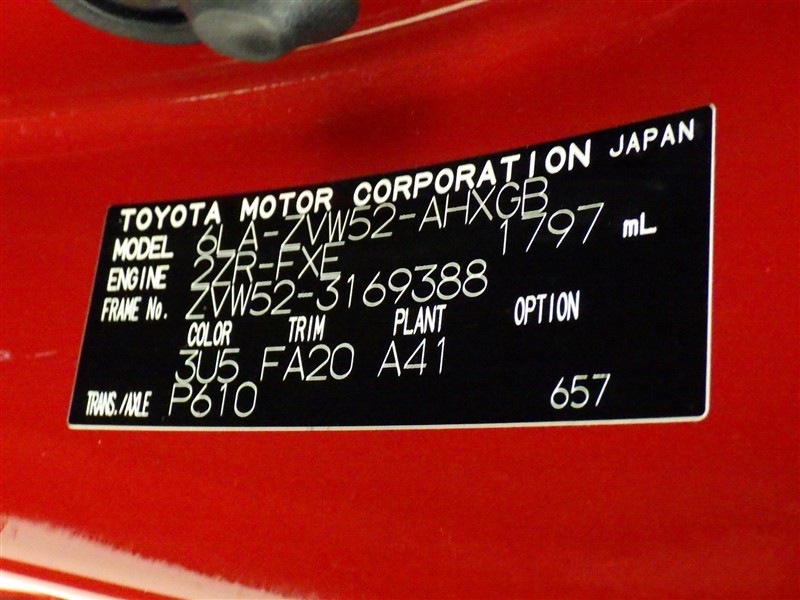 TOYOTA MOTOR CORPORATION JAPAN
MODEL 6LA-ZVW52-AHXGB
ENGINE 2ZR-FXE 1797 mL
FRAME No. ZVW52-3169388
COLOR TRIM PLANT OPTION
3U5 FA20 A41
TRANS./AXLE P610 657